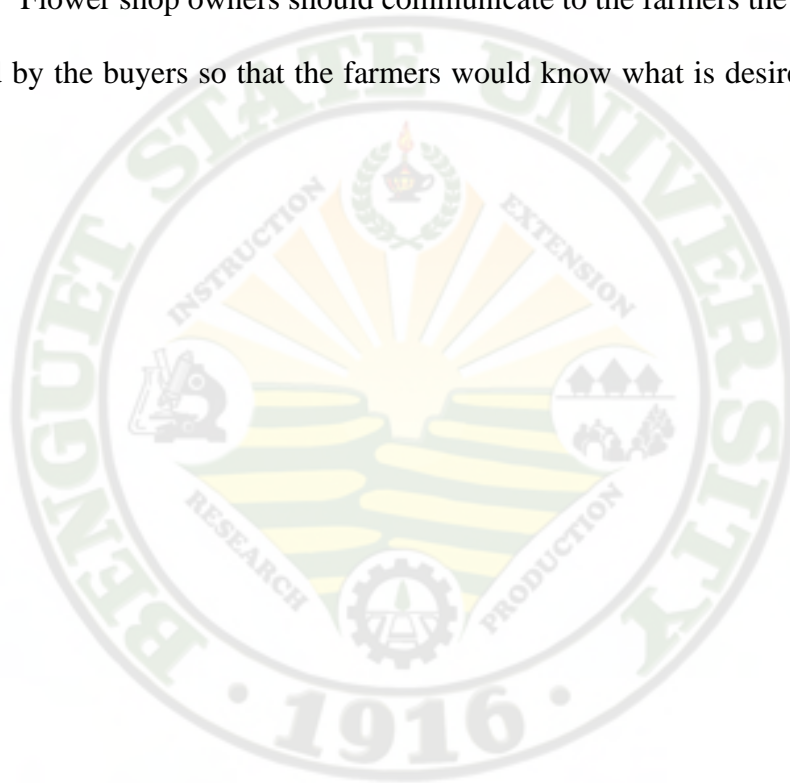 Flower shop owners should communicate to the farmers the
by the buyers so that the farmers would know what is desire
BENGUET STATE UNIVERSITY
INSTRUCTION
EXTENSION
RESEARCH
PRODUCTION
• 1916 •